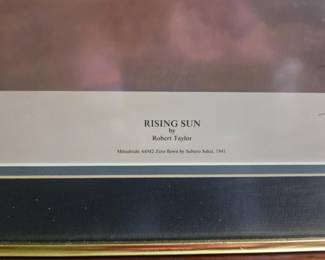 RISING SUN
by
Robert Taylor
Mitsubishi A6M2 Zero flown by Saburo Sakai, 1941